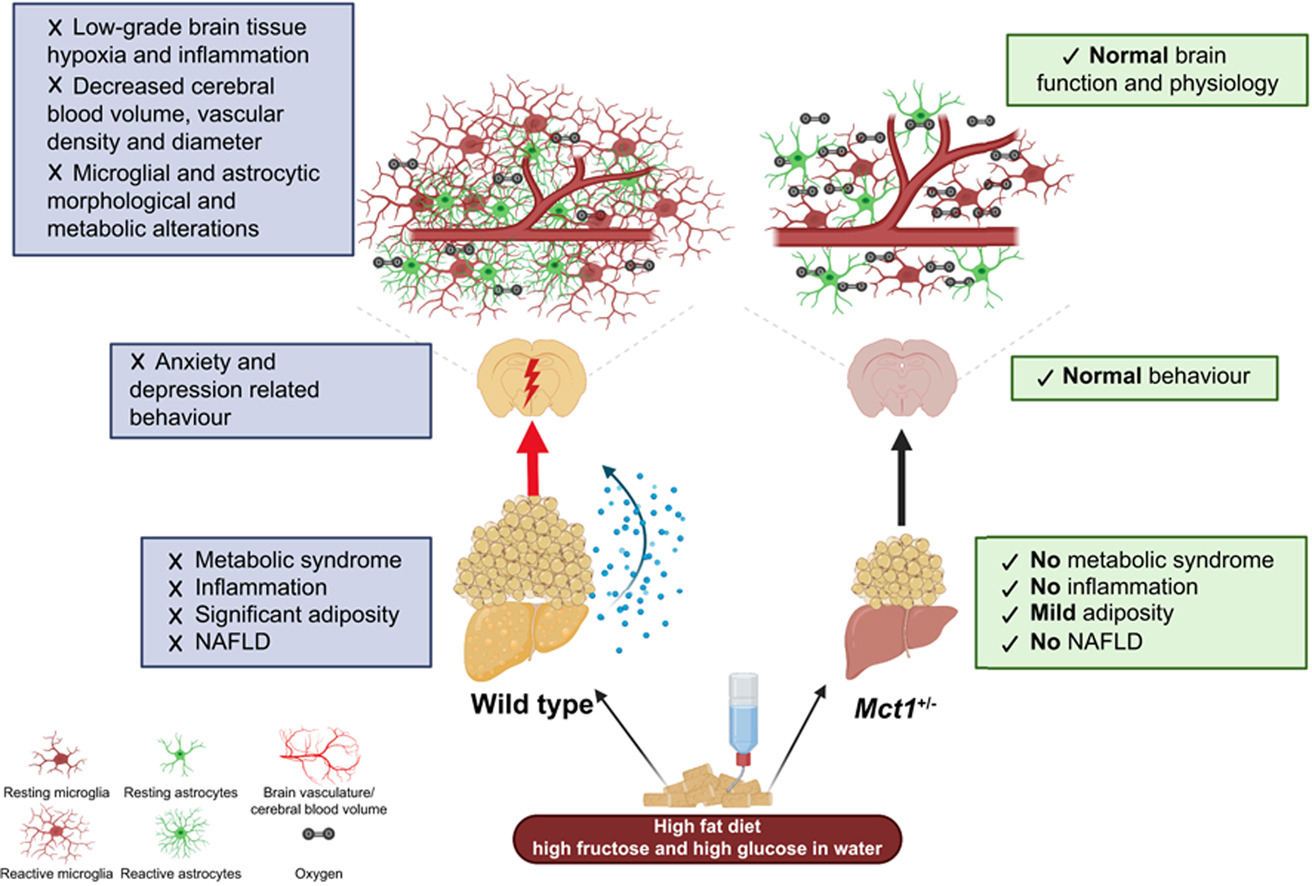 X Low-grade brain tissue
hypoxia and inflammation
X Decreased cerebral
blood volume, vascular
density and diameter
X Microglial and astrocytic
morphological and
metabolic alterations
✓ Normal brain
function and physiology
X Anxiety and
depression related
behaviour
✓ Normal behaviour
X Metabolic syndrome
X Inflammation
X Significant adiposity
X NAFLD
✓ No metabolic syndrome
✓ No inflammation
✓ Mild adiposity
✓ No NAFLD
Wild type
Mct1+/-
Resting microglia
Resting astrocytes
Brain vasculature/
cerebral blood volume
Reactive microglia
Reactive astrocytes
Oxygen
High fat diet
high fructose and high glucose in water